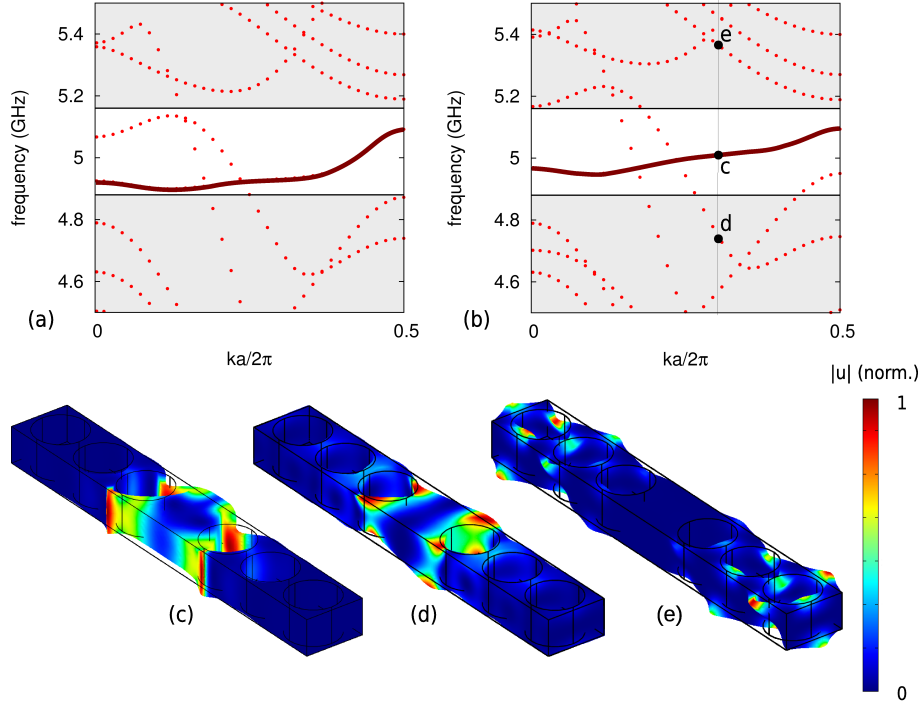 5.4
5.2
5
4.8
4.6
frequency (GHz)
(a)
0
0.5
ka/2π
5.4
5.2
5
4.8
4.6
frequency (GHz)
e
c
d
(b)
0
0.5
ka/2π
|u| (norm.)
1
0
(c)
(d)
(e)